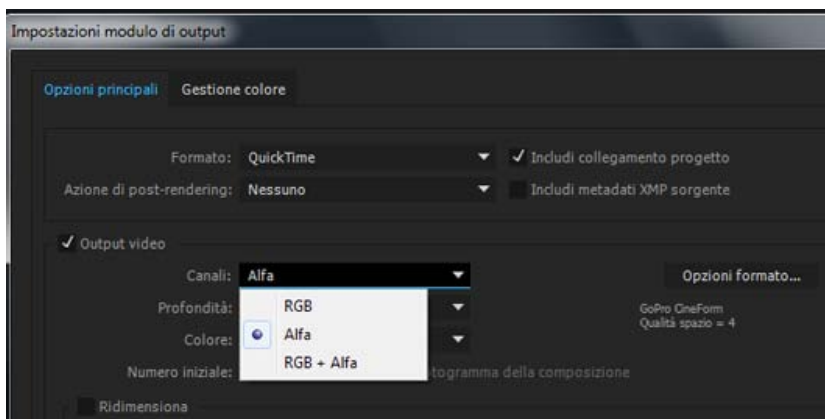 Impostazioni modulo di output
Opzioni principali Gestione colore
Formato: QuickTime Includi collegamento progetto
Azione di post-rendering: Nessuno Includi metadati XMP sorgente
Output video
Canali: Alfa Opzioni formato...
Profondità: RGB GoPro CineForm
Qualità spazio = 4
Colore: Alfa
RGB + Alfa
Numero iniziale: togramma della composizione
Ridimensiona